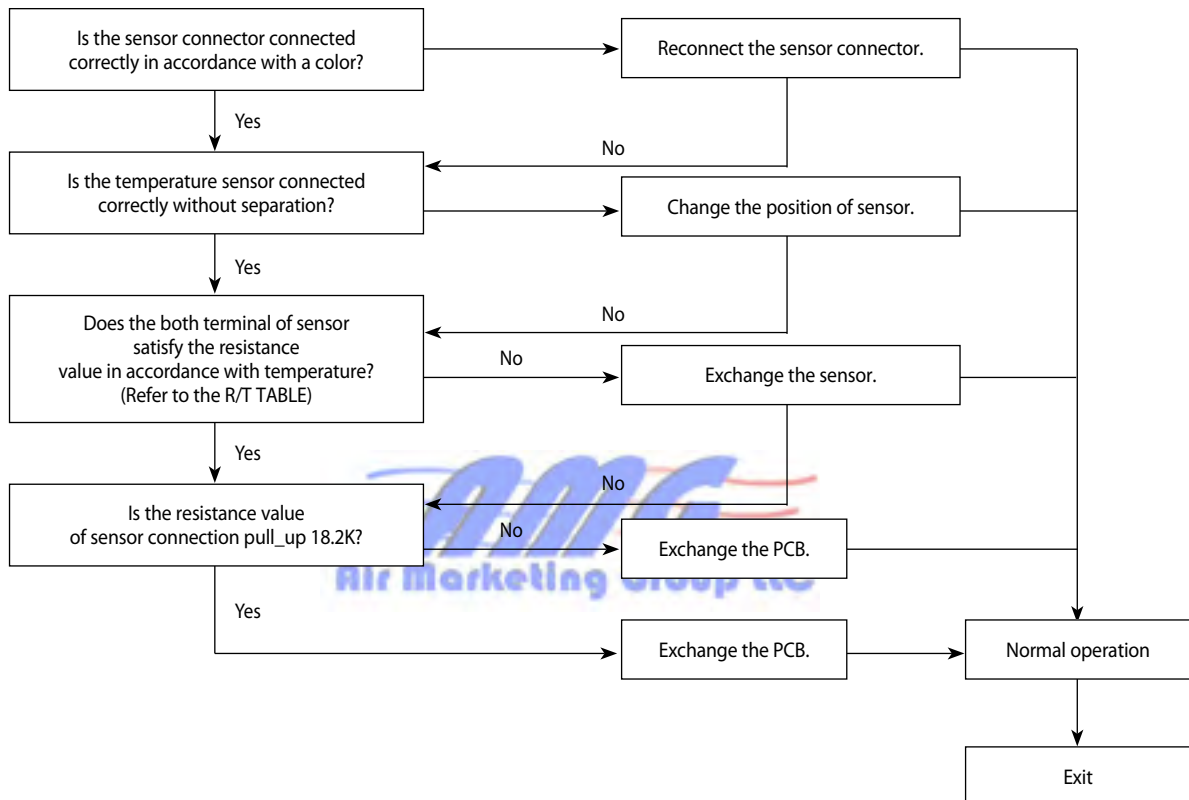 Is the sensor connector connected
correctly in accordance with a color?
Reconnect the sensor connector.
Yes
No
Is the temperature sensor connected
correctly without separation?
Change the position of sensor.
Yes
No
Does the both terminal of sensor
satisfy the resistance
value in accordance with temperature?
(Refer to the R/T TABLE)
No
Exchange the sensor.
Yes
No
Is the resistance value
of sensor connection pull_up 18.2K?
No
Exchange the PCB.
AMG
Air Marketing Group LLC
Yes
Exchange the PCB.
Normal operation
Exit